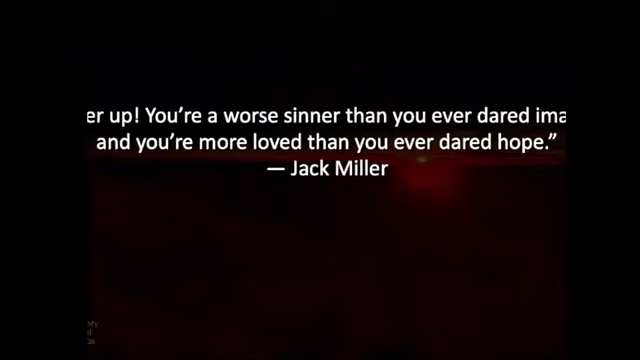 er up! You’re a worse sinner than you ever dared ima
and you’re more loved than you ever dared hope.”
— Jack Miller